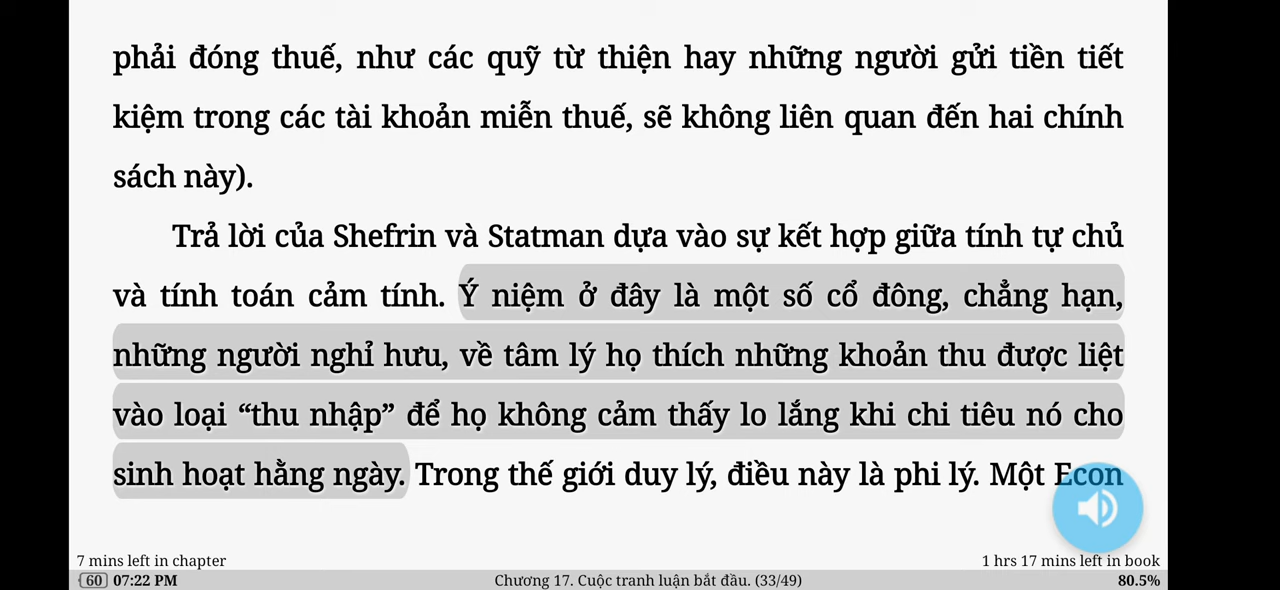 phải đóng thuế, như các quỹ từ thiện hay những người gửi tiền tiết
kiệm trong các tài khoản miễn thuế, sẽ không liên quan đến hai chính
sách này).
Trả lời của Shefrin và Statman dựa vào sự kết hợp giữa tính tự chủ
và tính toán cảm tính. Ý niệm ở đây là một số cổ đông, chẳng hạn,
những người nghỉ hưu, về tâm lý họ thích những khoản thu được liệt
vào loại “thu nhập” để họ không cảm thấy lo lắng khi chi tiêu nó cho
sinh hoạt hằng ngày. Trong thế giới duy lý, điều này là phi lý. Một Econ
7 mins left in chapter
1 hrs 17 mins left in book
60 07:22 PM
Chương 17. Cuộc tranh luận bắt đầu. (33/49)
80.5%